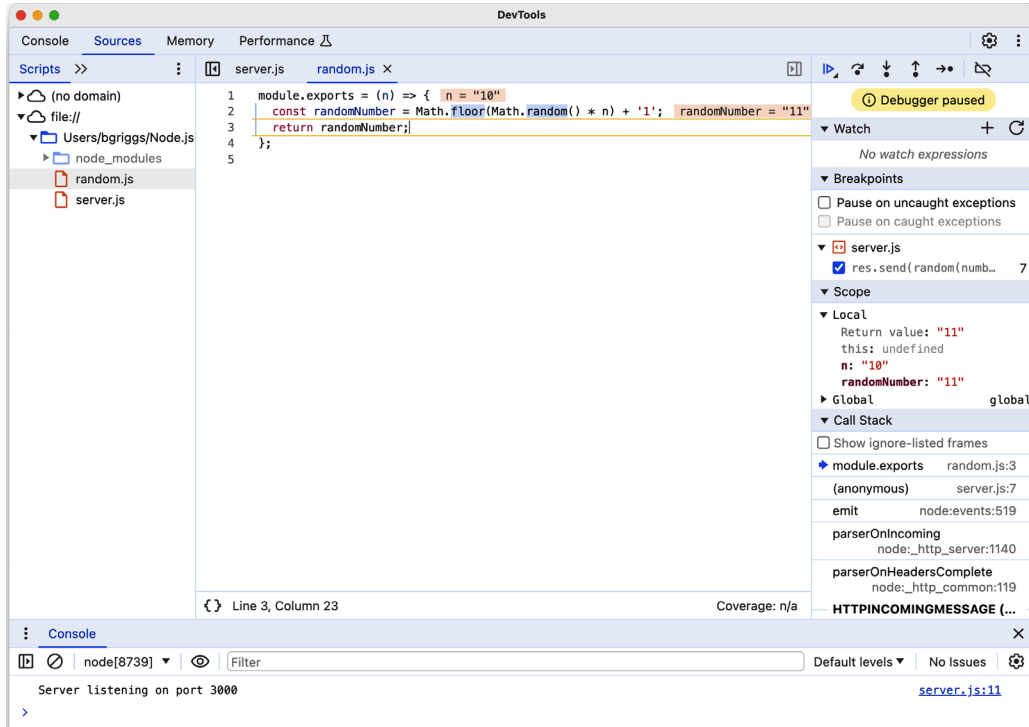 DevTools
Console Sources Memory Performance
Scripts
server.js random.js ×
(no domain)
file://
Users/bgriggs/Node.js
node_modules
random.js
server.js
1 module.exports = (n) => { n = "10"
2 const randomNumber = Math.floor(Math.random() * n) + '1'; randomNumber = "11"
3 return randomNumber;
4 };
5
{} Line 3, Column 23 Coverage: n/a
Debugger paused
Watch
No watch expressions
Breakpoints
Pause on uncaught exceptions
Pause on caught exceptions
server.js
res.send(random(numb… 7
Scope
Local
Return value: "11"
this: undefined
n: "10"
randomNumber: "11"
Global global
Call Stack
Show ignore-listed frames
module.exports random.js:3
(anonymous) server.js:7
emit node:events:519
parserOnIncoming
node:_http_server:1140
parserOnHeadersComplete
node:_http_common:119
HTTPINCOMINGMESSAGE (...
Console
node[8739] Filter Default levels No Issues
Server listening on port 3000 server.js:11
>